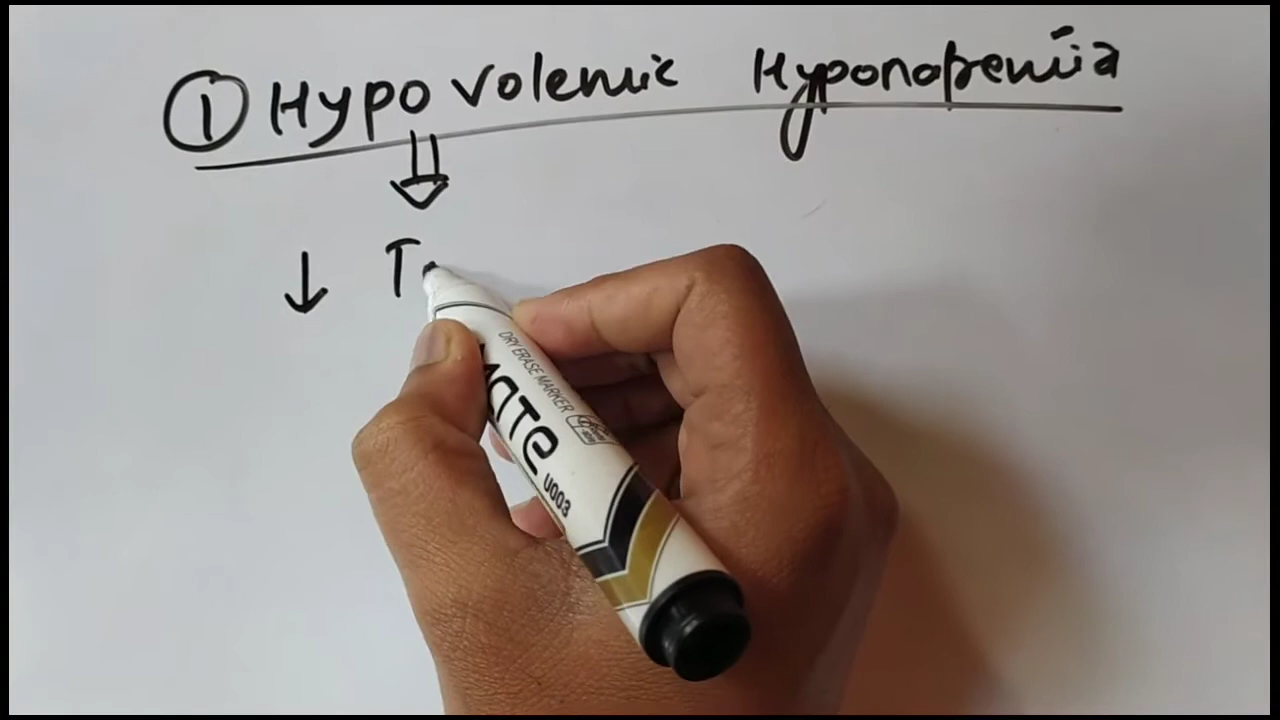 ① Hypovolemic Hyponatremia
⇓
↓ T
DRY ERASE MARKER
U003